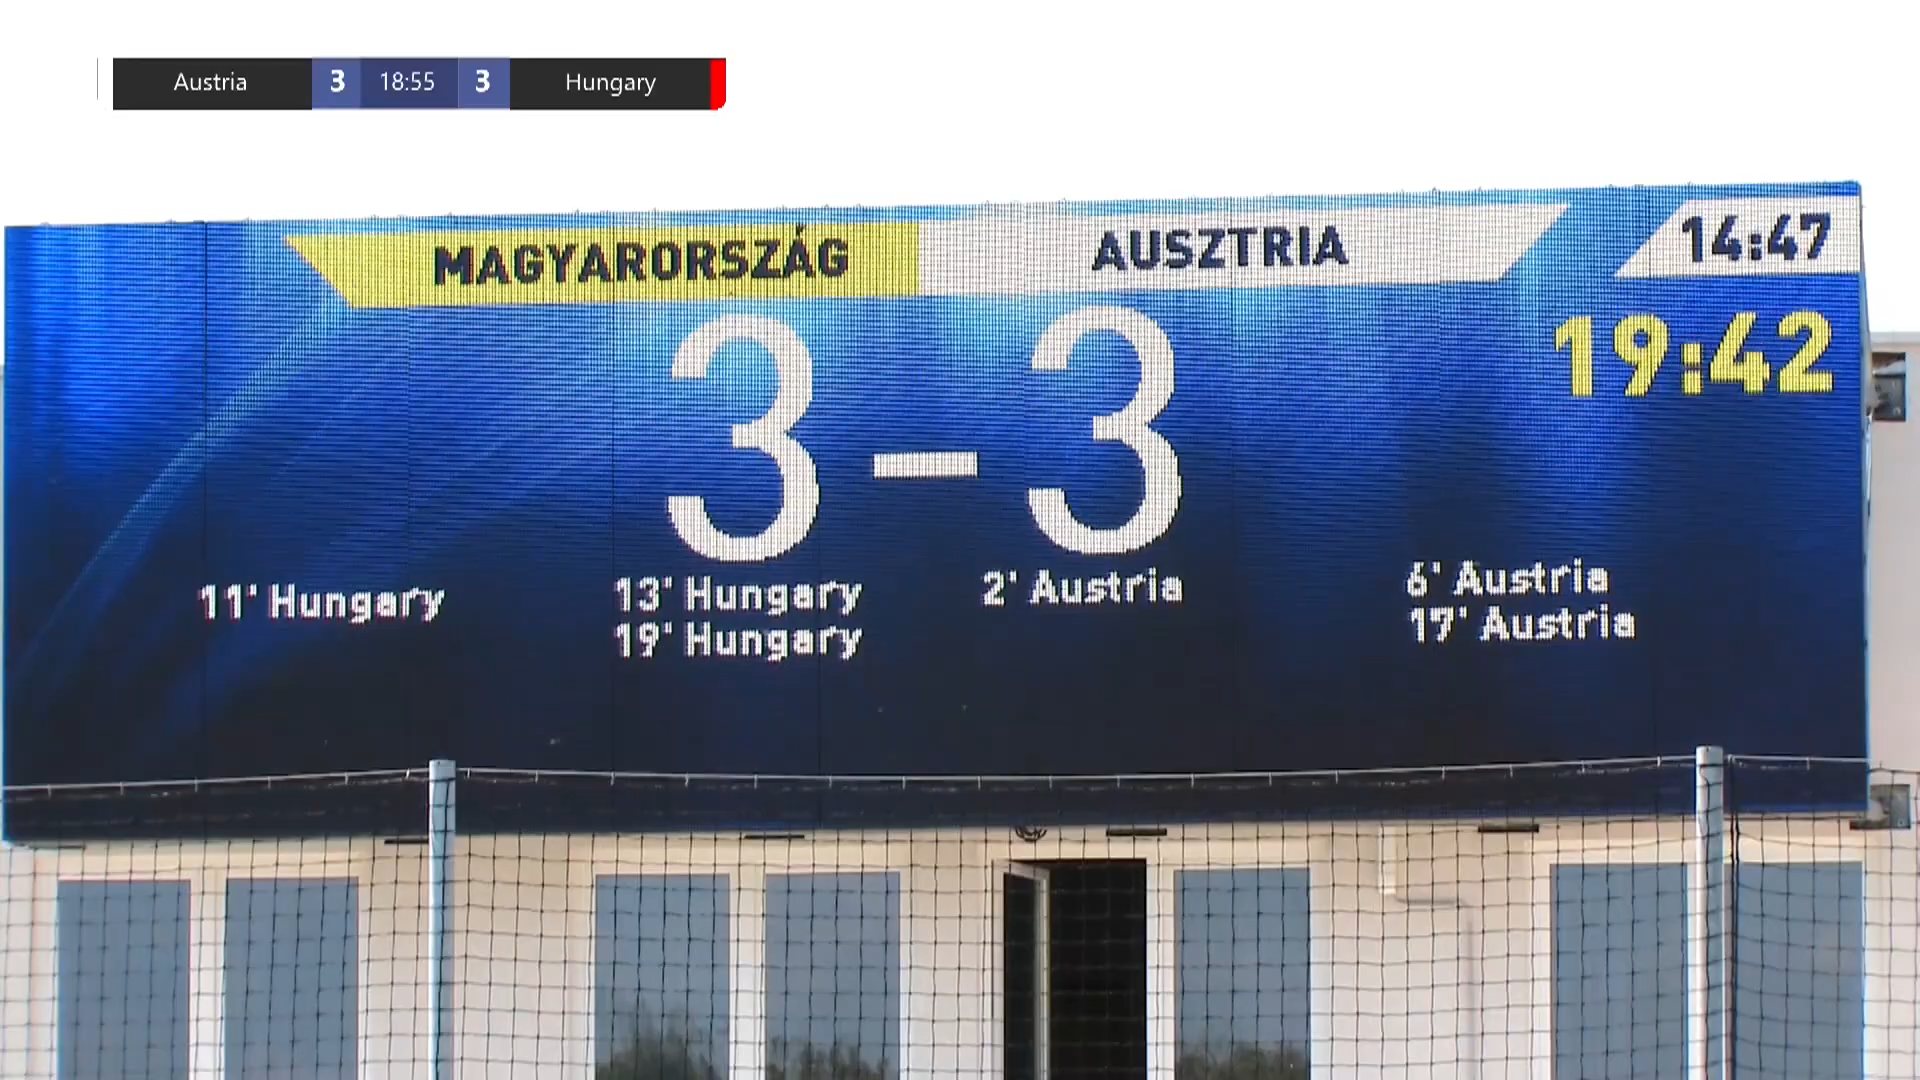 Austria 3 18:55 3 Hungary
MAGYARORSZÁG AUSZTRIA 14:47
19:42
3 - 3
11' Hungary 13' Hungary 2' Austria 6' Austria
19' Hungary 17' Austria